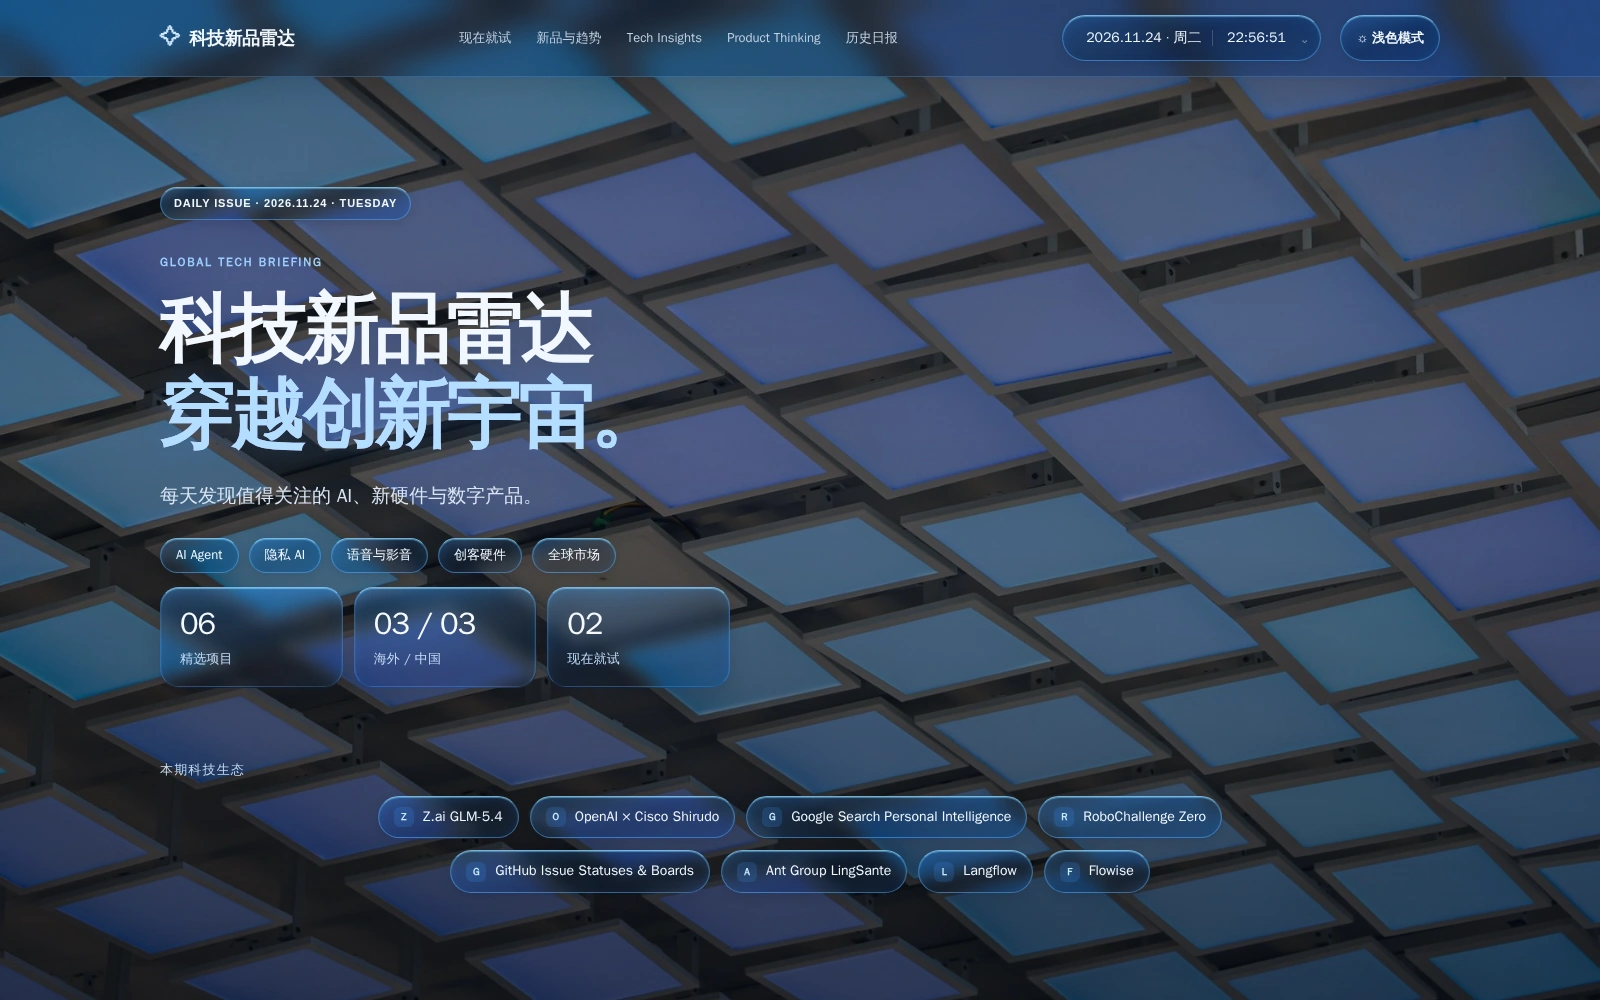 科技新品雷达
现在就试 新品与趋势 Tech Insights Product Thinking 历史日报
2026.11.24 · 周二 22:56:51
浅色模式
DAILY ISSUE · 2026.11.24 · TUESDAY
GLOBAL TECH BRIEFING
科技新品雷达
穿越创新宇宙。
每天发现值得关注的 AI、新硬件与数字产品。
AI Agent 隐私 AI 语音与影音 创客硬件 全球市场
06 03 / 03 02
精选项目 海外 / 中国 现在就试
本期科技生态
Z Z.ai GLM-5.4 O OpenAI × Cisco Shirudo G Google Search Personal Intelligence R RoboChallenge Zero
G GitHub Issue Statuses & Boards A Ant Group LingSante L Langflow F Flowise